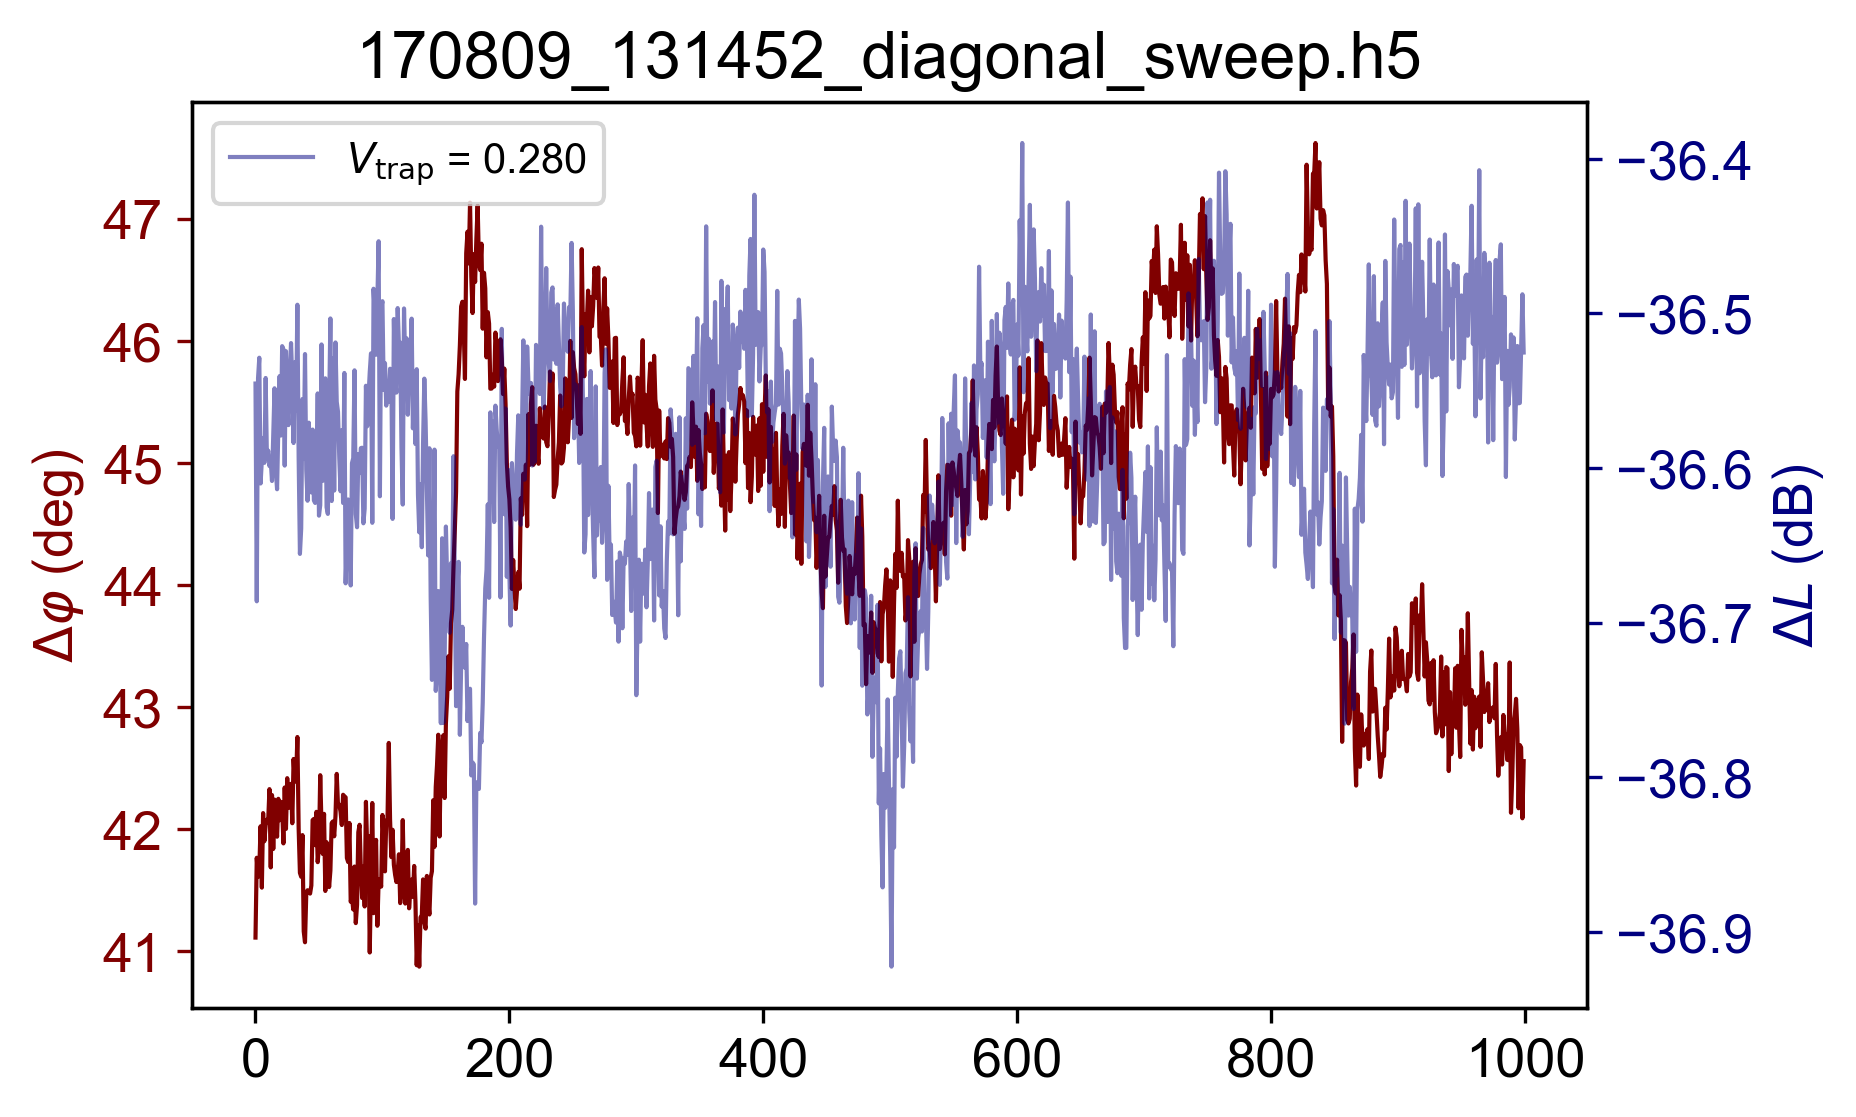 170809_131452_diagonal_sweep.h5
Vtrap = 0.280
47
46
45
44
43
42
41
Δφ (deg)
−36.4
−36.5
−36.6
−36.7
−36.8
−36.9
ΔL (dB)
0 200 400 600 800 1000